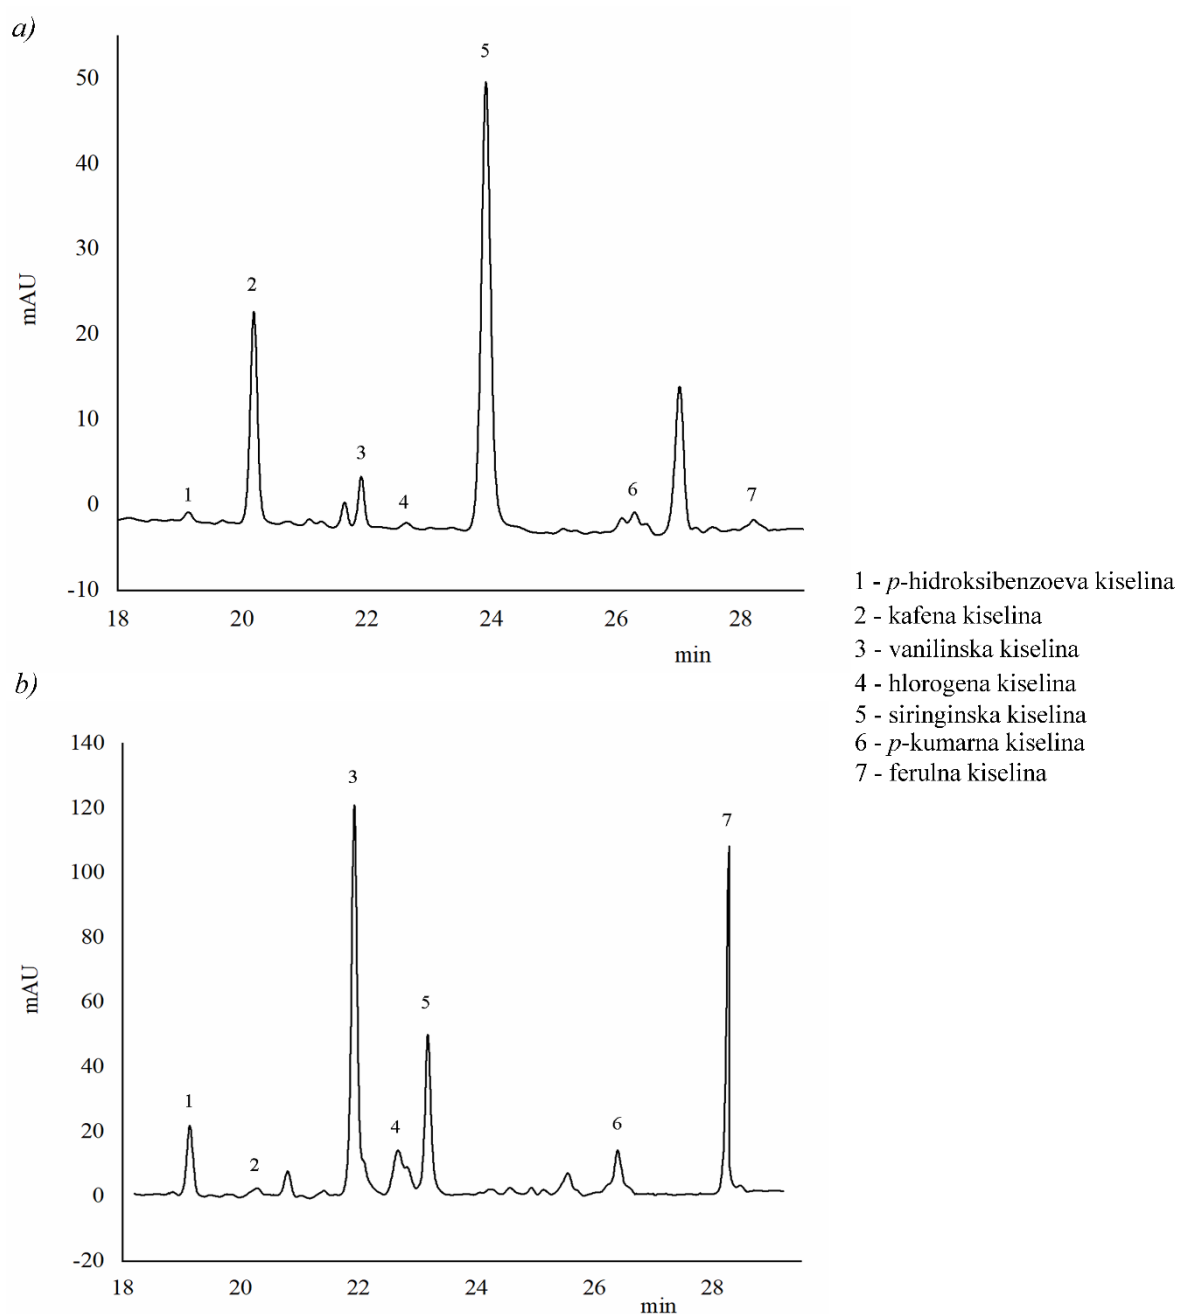 a)
50
40
30
20
10
0
-10
mAU
1
2
3
4
5
6
7
18 20 22 24 26 28
min
1 - p-hidroksibenzoeva kiselina
2 - kafena kiselina
3 - vanilinska kiselina
4 - hlorogena kiselina
5 - siringinska kiselina
6 - p-kumarna kiselina
7 - ferulna kiselina
b)
140
120
100
80
60
40
20
0
-20
mAU
1
2
3
4
5
6
7
18 20 22 24 26 28
min